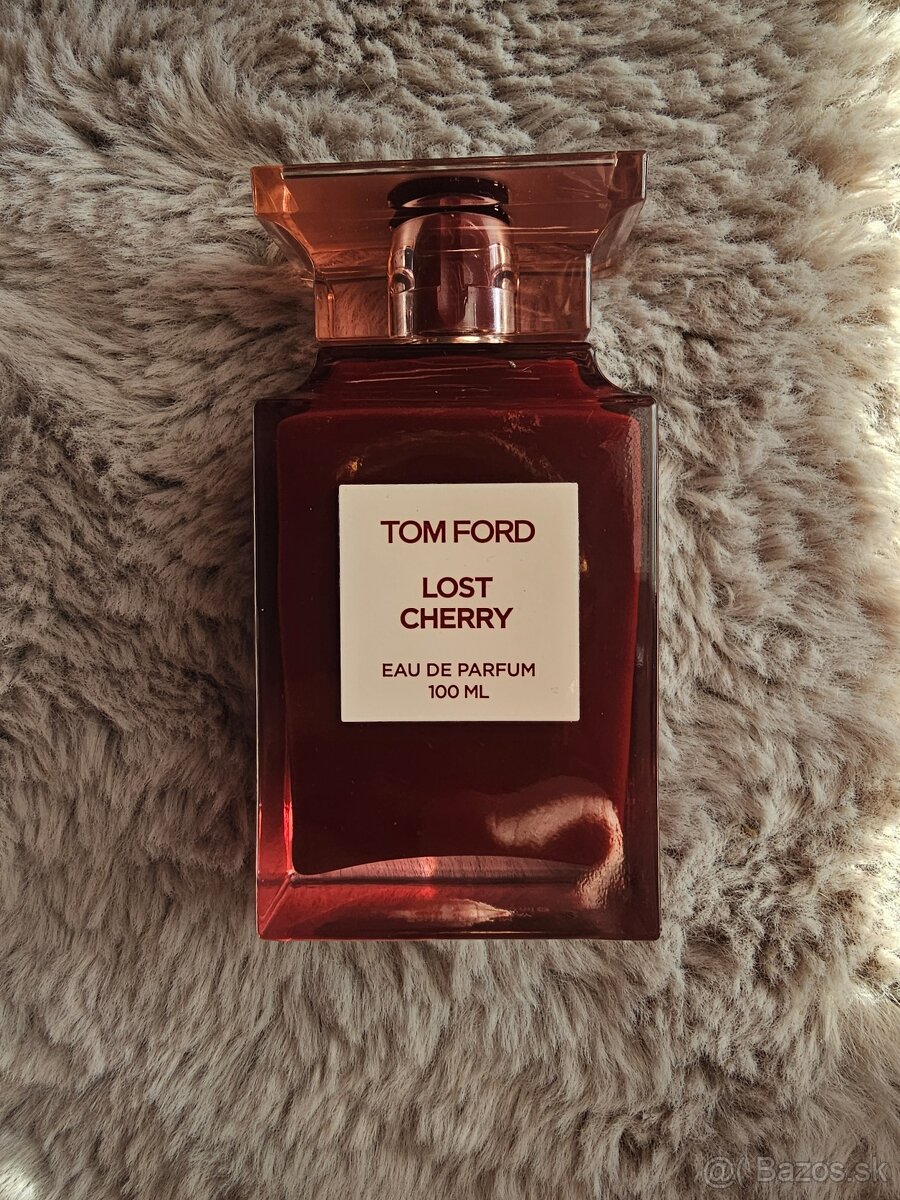 TOM FORD
LOST
CHERRY
EAU DE PARFUM
100 ML
@( Bazos.sk